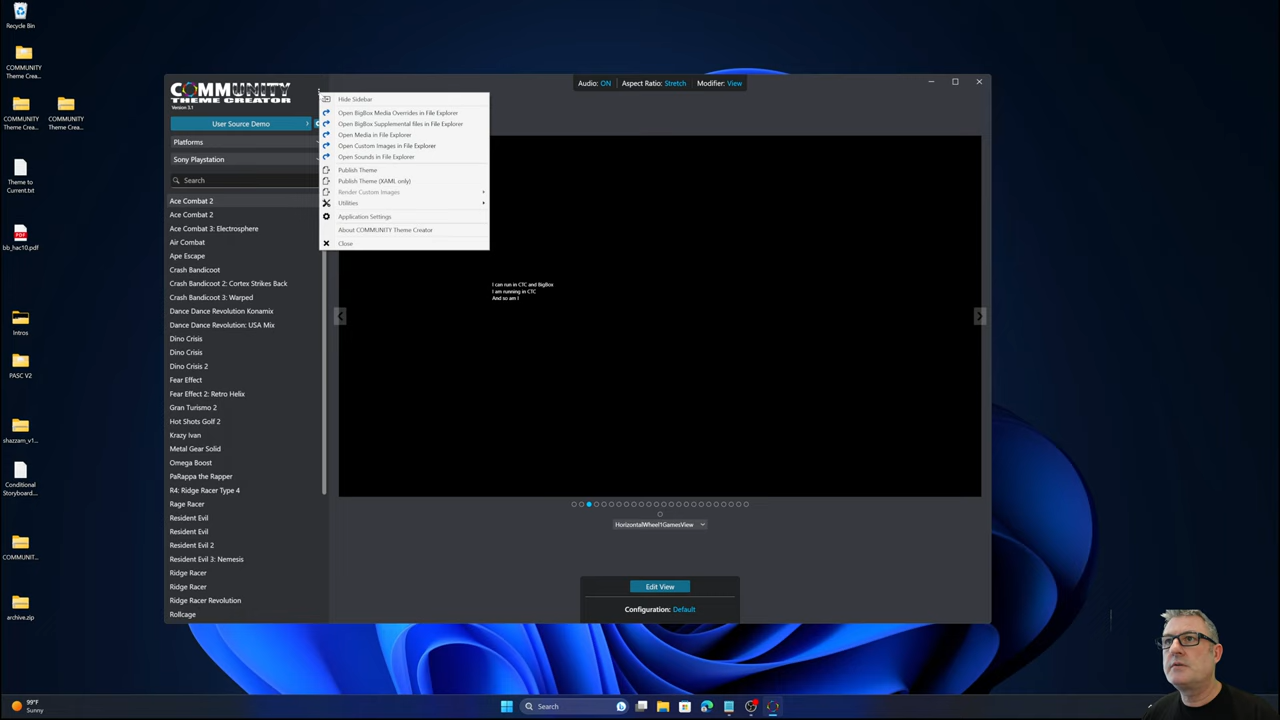 Recycle Bin
COMMUNITY
Theme Crea...
COMMUNITY
Theme Crea...
COMMUNITY
Theme Crea...
Theme to
Current.txt
PDF
bb_hac10.pdf
Intros
PASC V2
shazzam_v1...
Conditional
Storyboard....
COMMUNIT...
archive.zip
COMMUNITY
THEME CREATOR
Version 3.1
User Source Demo
Platforms
Sony Playstation
Search
Ace Combat 2
Ace Combat 2
Ace Combat 3: Electrosphere
Air Combat
Ape Escape
Crash Bandicoot
Crash Bandicoot 2: Cortex Strikes Back
Crash Bandicoot 3: Warped
Dance Dance Revolution Konamix
Dance Dance Revolution: USA Mix
Dino Crisis
Dino Crisis
Dino Crisis 2
Fear Effect
Fear Effect 2: Retro Helix
Gran Turismo 2
Hot Shots Golf 2
Krazy Ivan
Metal Gear Solid
Omega Boost
PaRappa the Rapper
R4: Ridge Racer Type 4
Rage Racer
Resident Evil
Resident Evil
Resident Evil 2
Resident Evil 3: Nemesis
Ridge Racer
Ridge Racer
Ridge Racer Revolution
Rollcage
Hide Sidebar
Open BigBox Media Overrides in File Explorer
Open BigBox Supplemental files in File Explorer
Open Media in File Explorer
Open Custom Images in File Explorer
Open Sounds in File Explorer
Publish Theme
Publish Theme (XAML only)
Render Custom Images
Utilities
Application Settings
About COMMUNITY Theme Creator
Close
Audio: ON Aspect Ratio: Stretch Modifier: View
I can run in CTC and BigBox
I am running in CTC
And so am I
HorizontalWheel1GamesView
Edit View
Configuration: Default
99°F
Sunny
Search